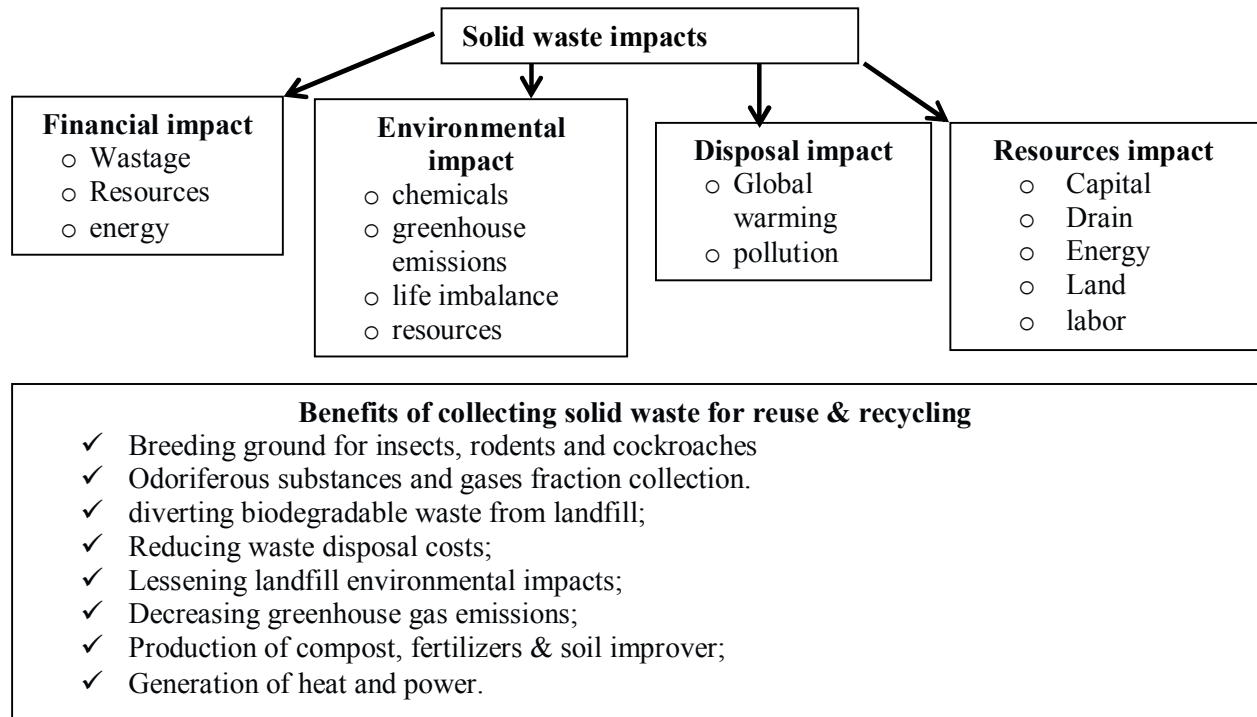 Solid waste impacts
Financial impact
o Wastage
o Resources
o energy
Environmental
impact
o chemicals
o greenhouse
emissions
o life imbalance
o resources
Disposal impact
o Global
warming
o pollution
Resources impact
o Capital
o Drain
o Energy
o Land
o labor
Benefits of collecting solid waste for reuse & recycling
✓ Breeding ground for insects, rodents and cockroaches
✓ Odoriferous substances and gases fraction collection.
✓ diverting biodegradable waste from landfill;
✓ Reducing waste disposal costs;
✓ Lessening landfill environmental impacts;
✓ Decreasing greenhouse gas emissions;
✓ Production of compost, fertilizers & soil improver;
✓ Generation of heat and power.